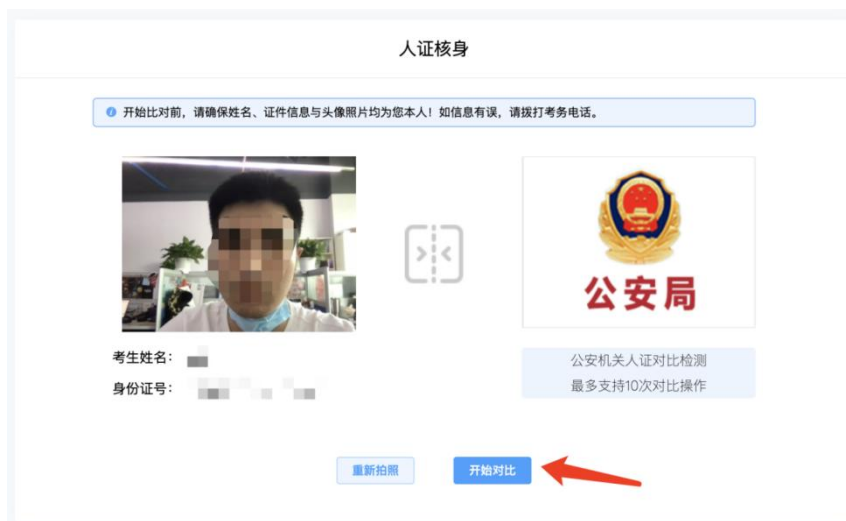 人证核身
开始比对前，请确保姓名、证件信息与头像照片均为您本人！如信息有误，请拨打考务电话。
公安局
考生姓名：
身份证号：
公安机关人证对比检测
最多支持10次对比操作
重新拍照
开始对比